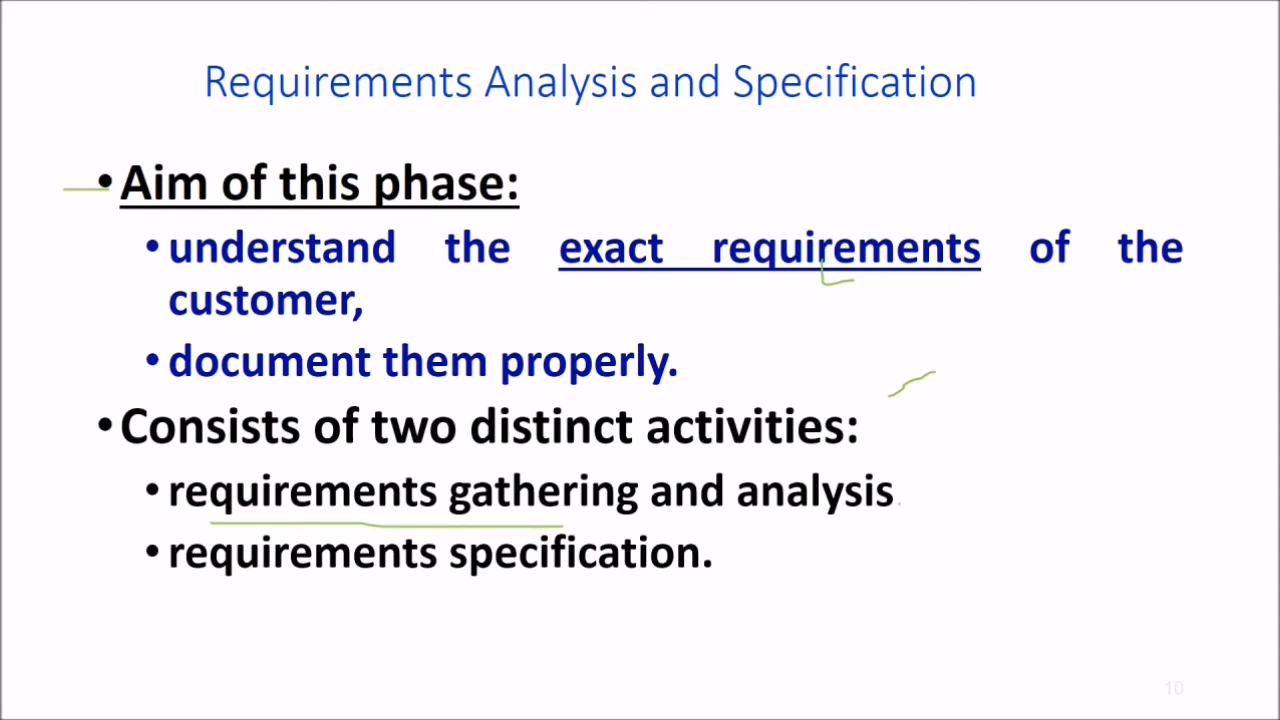 Requirements Analysis and Specification
• Aim of this phase:
• understand the exact requirements of the
customer,
• document them properly.
• Consists of two distinct activities:
• requirements gathering and analysis
• requirements specification.
10